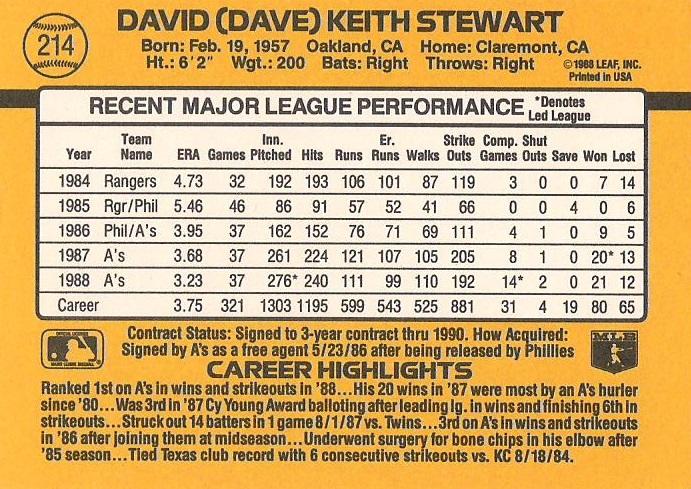 DAVID (DAVE) KEITH STEWART
214
Born: Feb. 19, 1957 Oakland, CA Home: Claremont, CA
Ht.: 6'2" Wgt.: 200 Bats: Right Throws: Right
©1988 LEAF, INC.
Printed in USA
RECENT MAJOR LEAGUE PERFORMANCE *Denotes
Led League
Team Inn. Er. Strike Comp. Shut
Year Name ERA Games Pitched Hits Runs Runs Walks Outs Games Outs Save Won Lost
1984 Rangers 4.73 32 192 193 106 101 87 119 3 0 0 7 14
1985 Rgr/Phil 5.46 46 86 91 57 52 41 66 0 0 4 0 6
1986 Phil/A's 3.95 37 162 152 76 71 69 111 4 1 0 9 5
1987 A's 3.68 37 261 224 121 107 105 205 8 1 0 20* 13
1988 A's 3.23 37 276* 240 111 99 110 192 14* 2 0 21 12
Career 3.75 321 1303 1195 599 543 525 881 31 4 19 80 65
Contract Status: Signed to 3-year contract thru 1990. How Acquired:
Signed by A's as a free agent 5/23/86 after being released by Phillies
MLB
CAREER HIGHLIGHTS
Ranked 1st on A's in wins and strikeouts in '88...His 20 wins in '87 were most by an A's hurler
since '80...Was 3rd in '87 Cy Young Award balloting after leading lg. in wins and finishing 6th in
strikeouts...Struck out 14 batters in 1 game 8/1/87 vs. Twins...3rd on A's in wins and strikeouts
in '86 after joining them at midseason...Underwent surgery for bone chips in his elbow after
'85 season...Tied Texas club record with 6 consecutive strikeouts vs. KC 8/18/84.